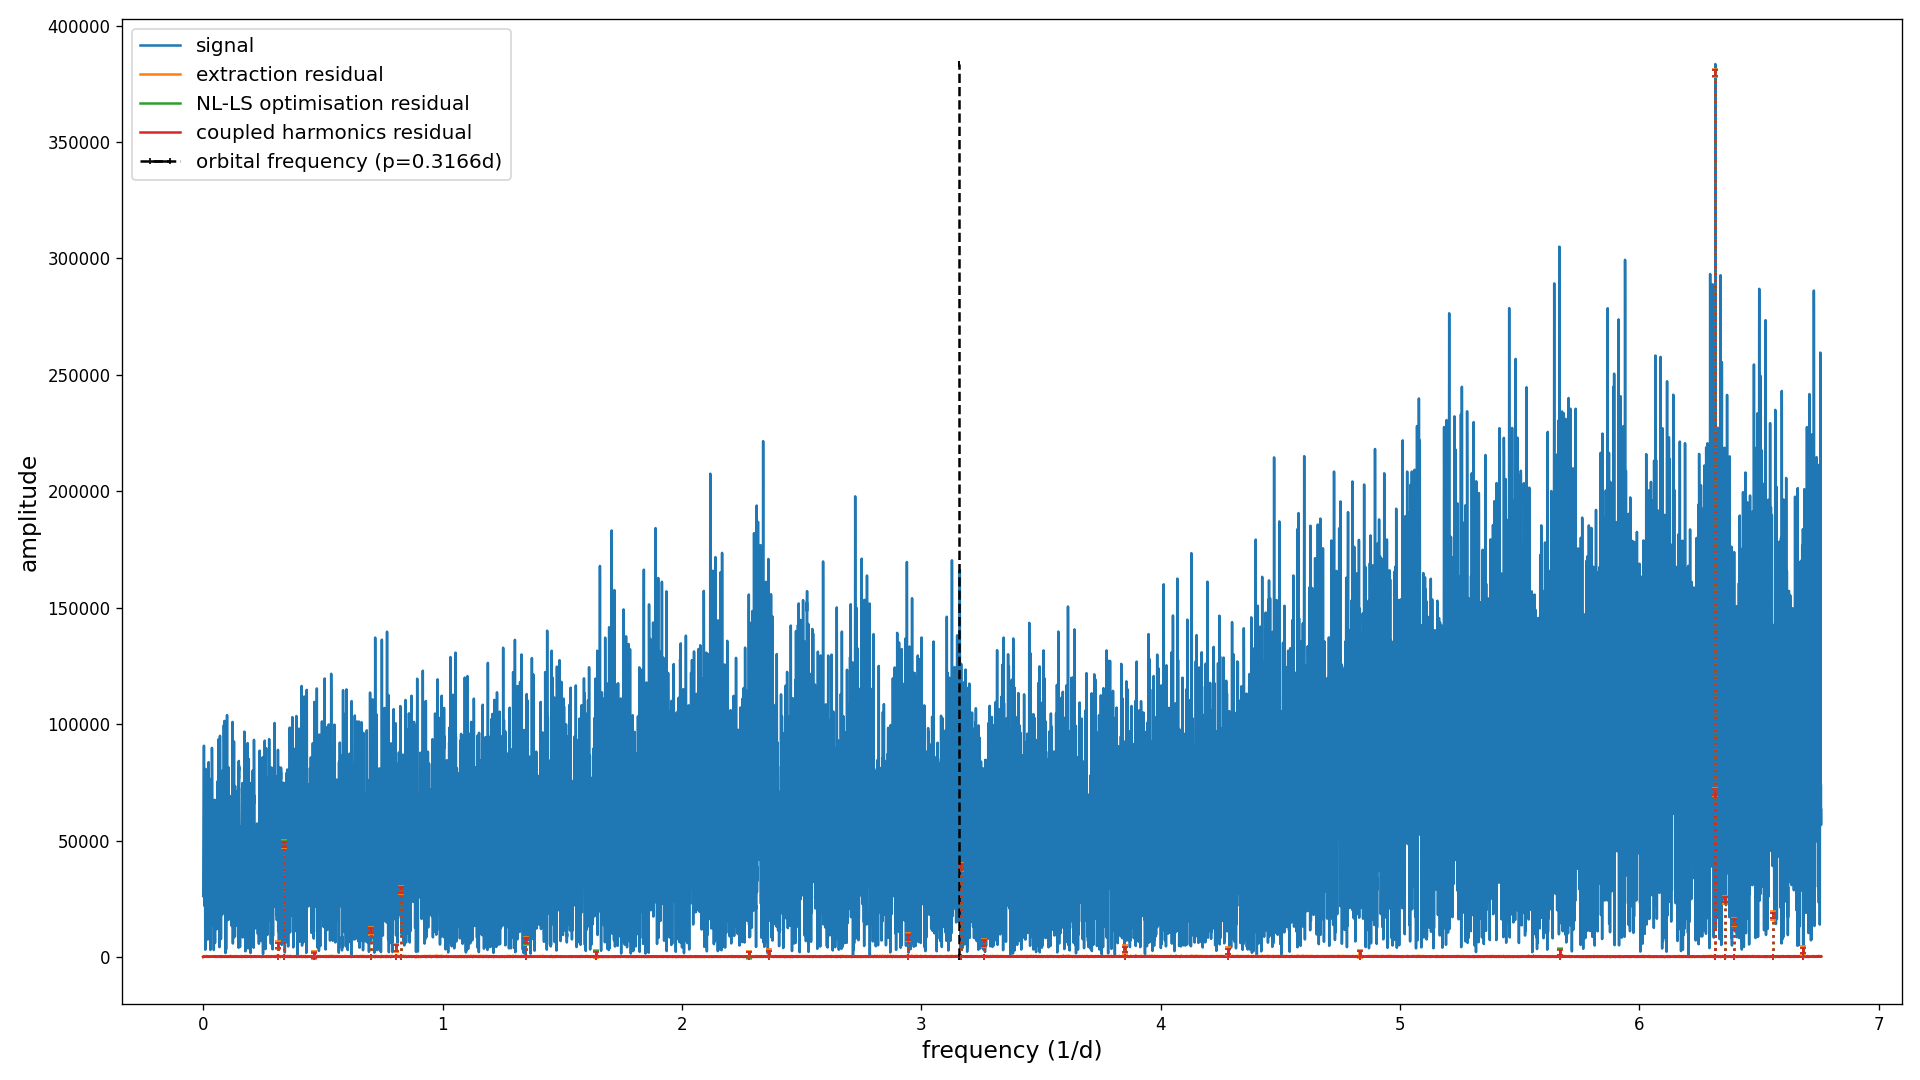 signal
extraction residual
NL-LS optimisation residual
coupled harmonics residual
orbital frequency (p=0.3166d)
amplitude
400000
350000
300000
250000
200000
150000
100000
50000
0
0 1 2 3 4 5 6 7
frequency (1/d)